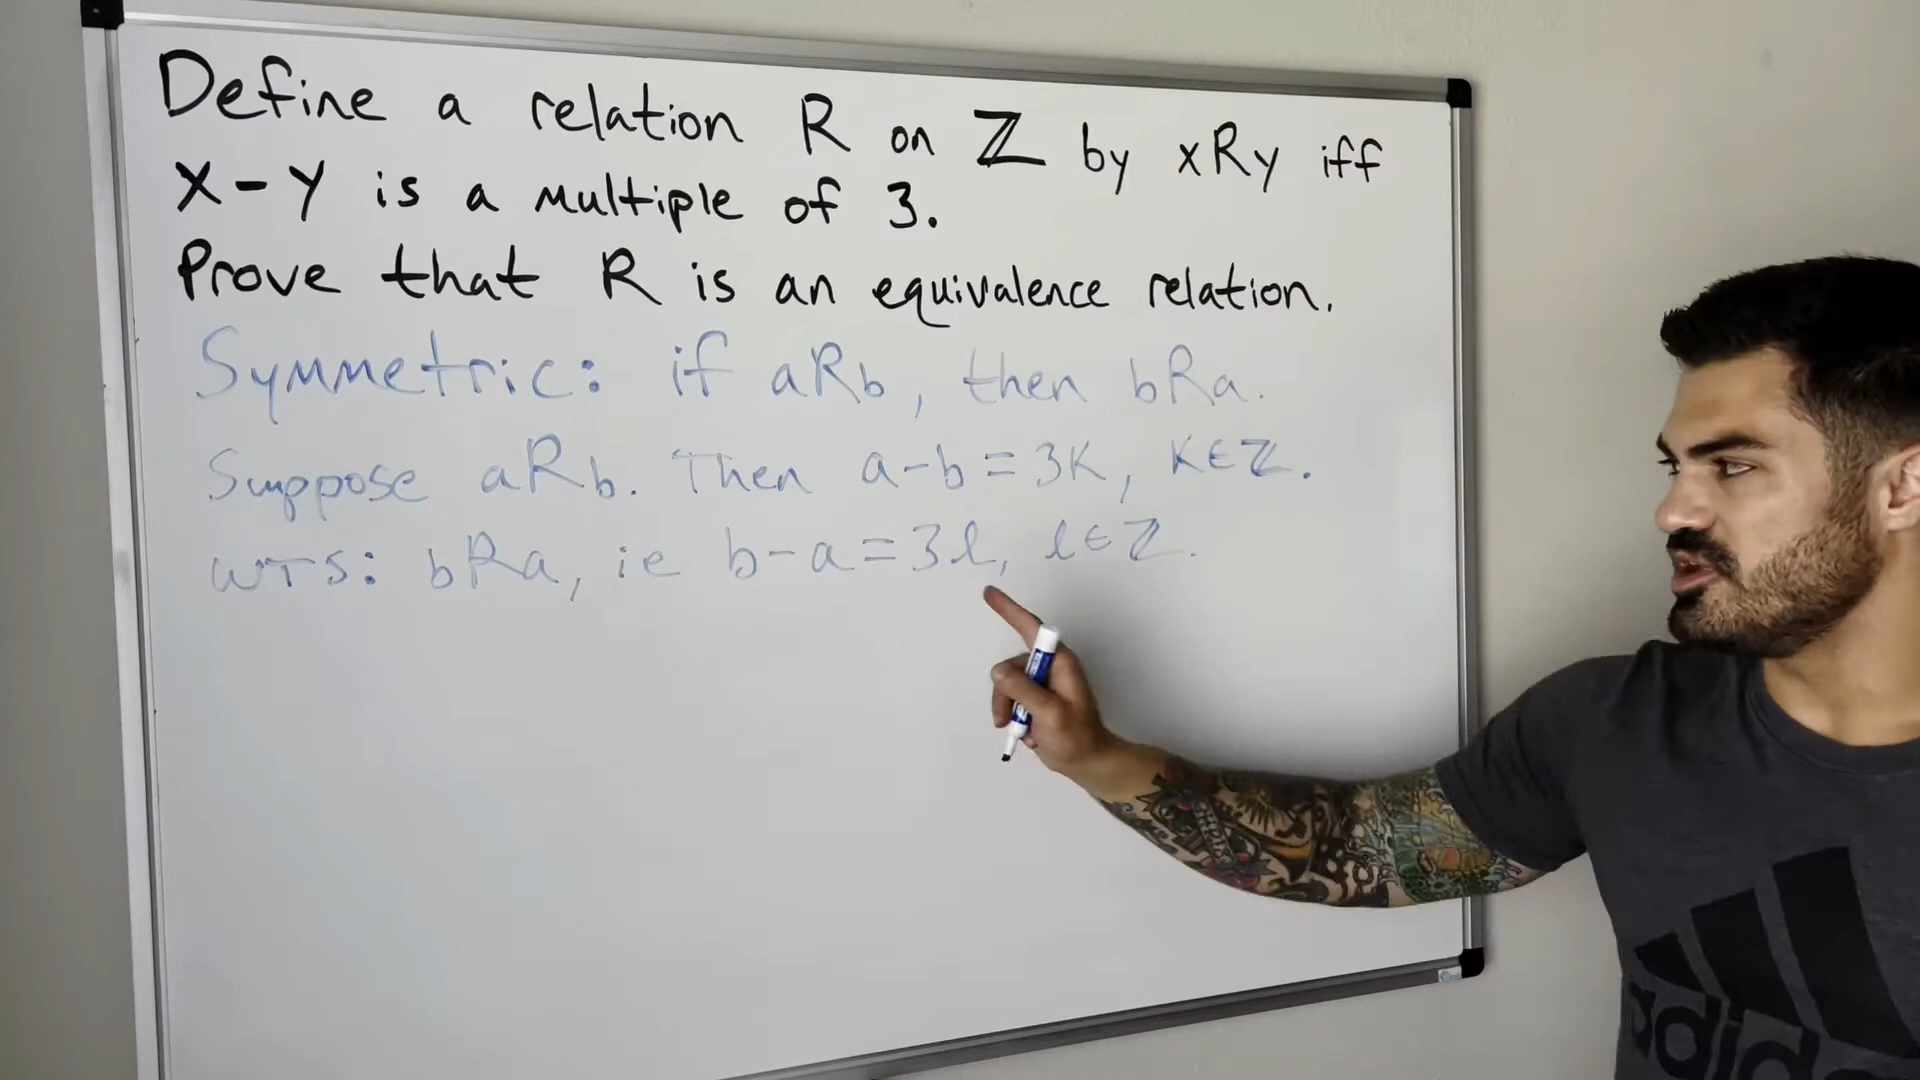 Define a relation R on ℤ by xRy iff
x-y is a multiple of 3.
Prove that R is an equivalence relation.
Symmetric: if aRb, then bRa.
Suppose aRb. Then a-b=3k, k∈ℤ.
WTS: bRa, ie b-a=3l, l∈ℤ.
adidas